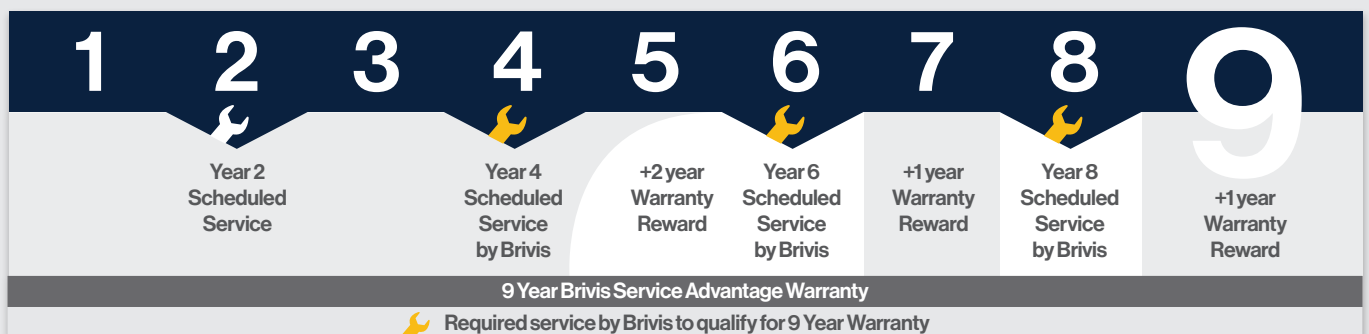 1 2 3 4 5 6 7 8 9
Year 2
Scheduled
Service
Year 4
Scheduled
Service
by Brivis
+2 year
Warranty
Reward
Year 6
Scheduled
Service
by Brivis
+1 year
Warranty
Reward
Year 8
Scheduled
Service
by Brivis
+1 year
Warranty
Reward
9 Year Brivis Service Advantage Warranty
Required service by Brivis to qualify for 9 Year Warranty